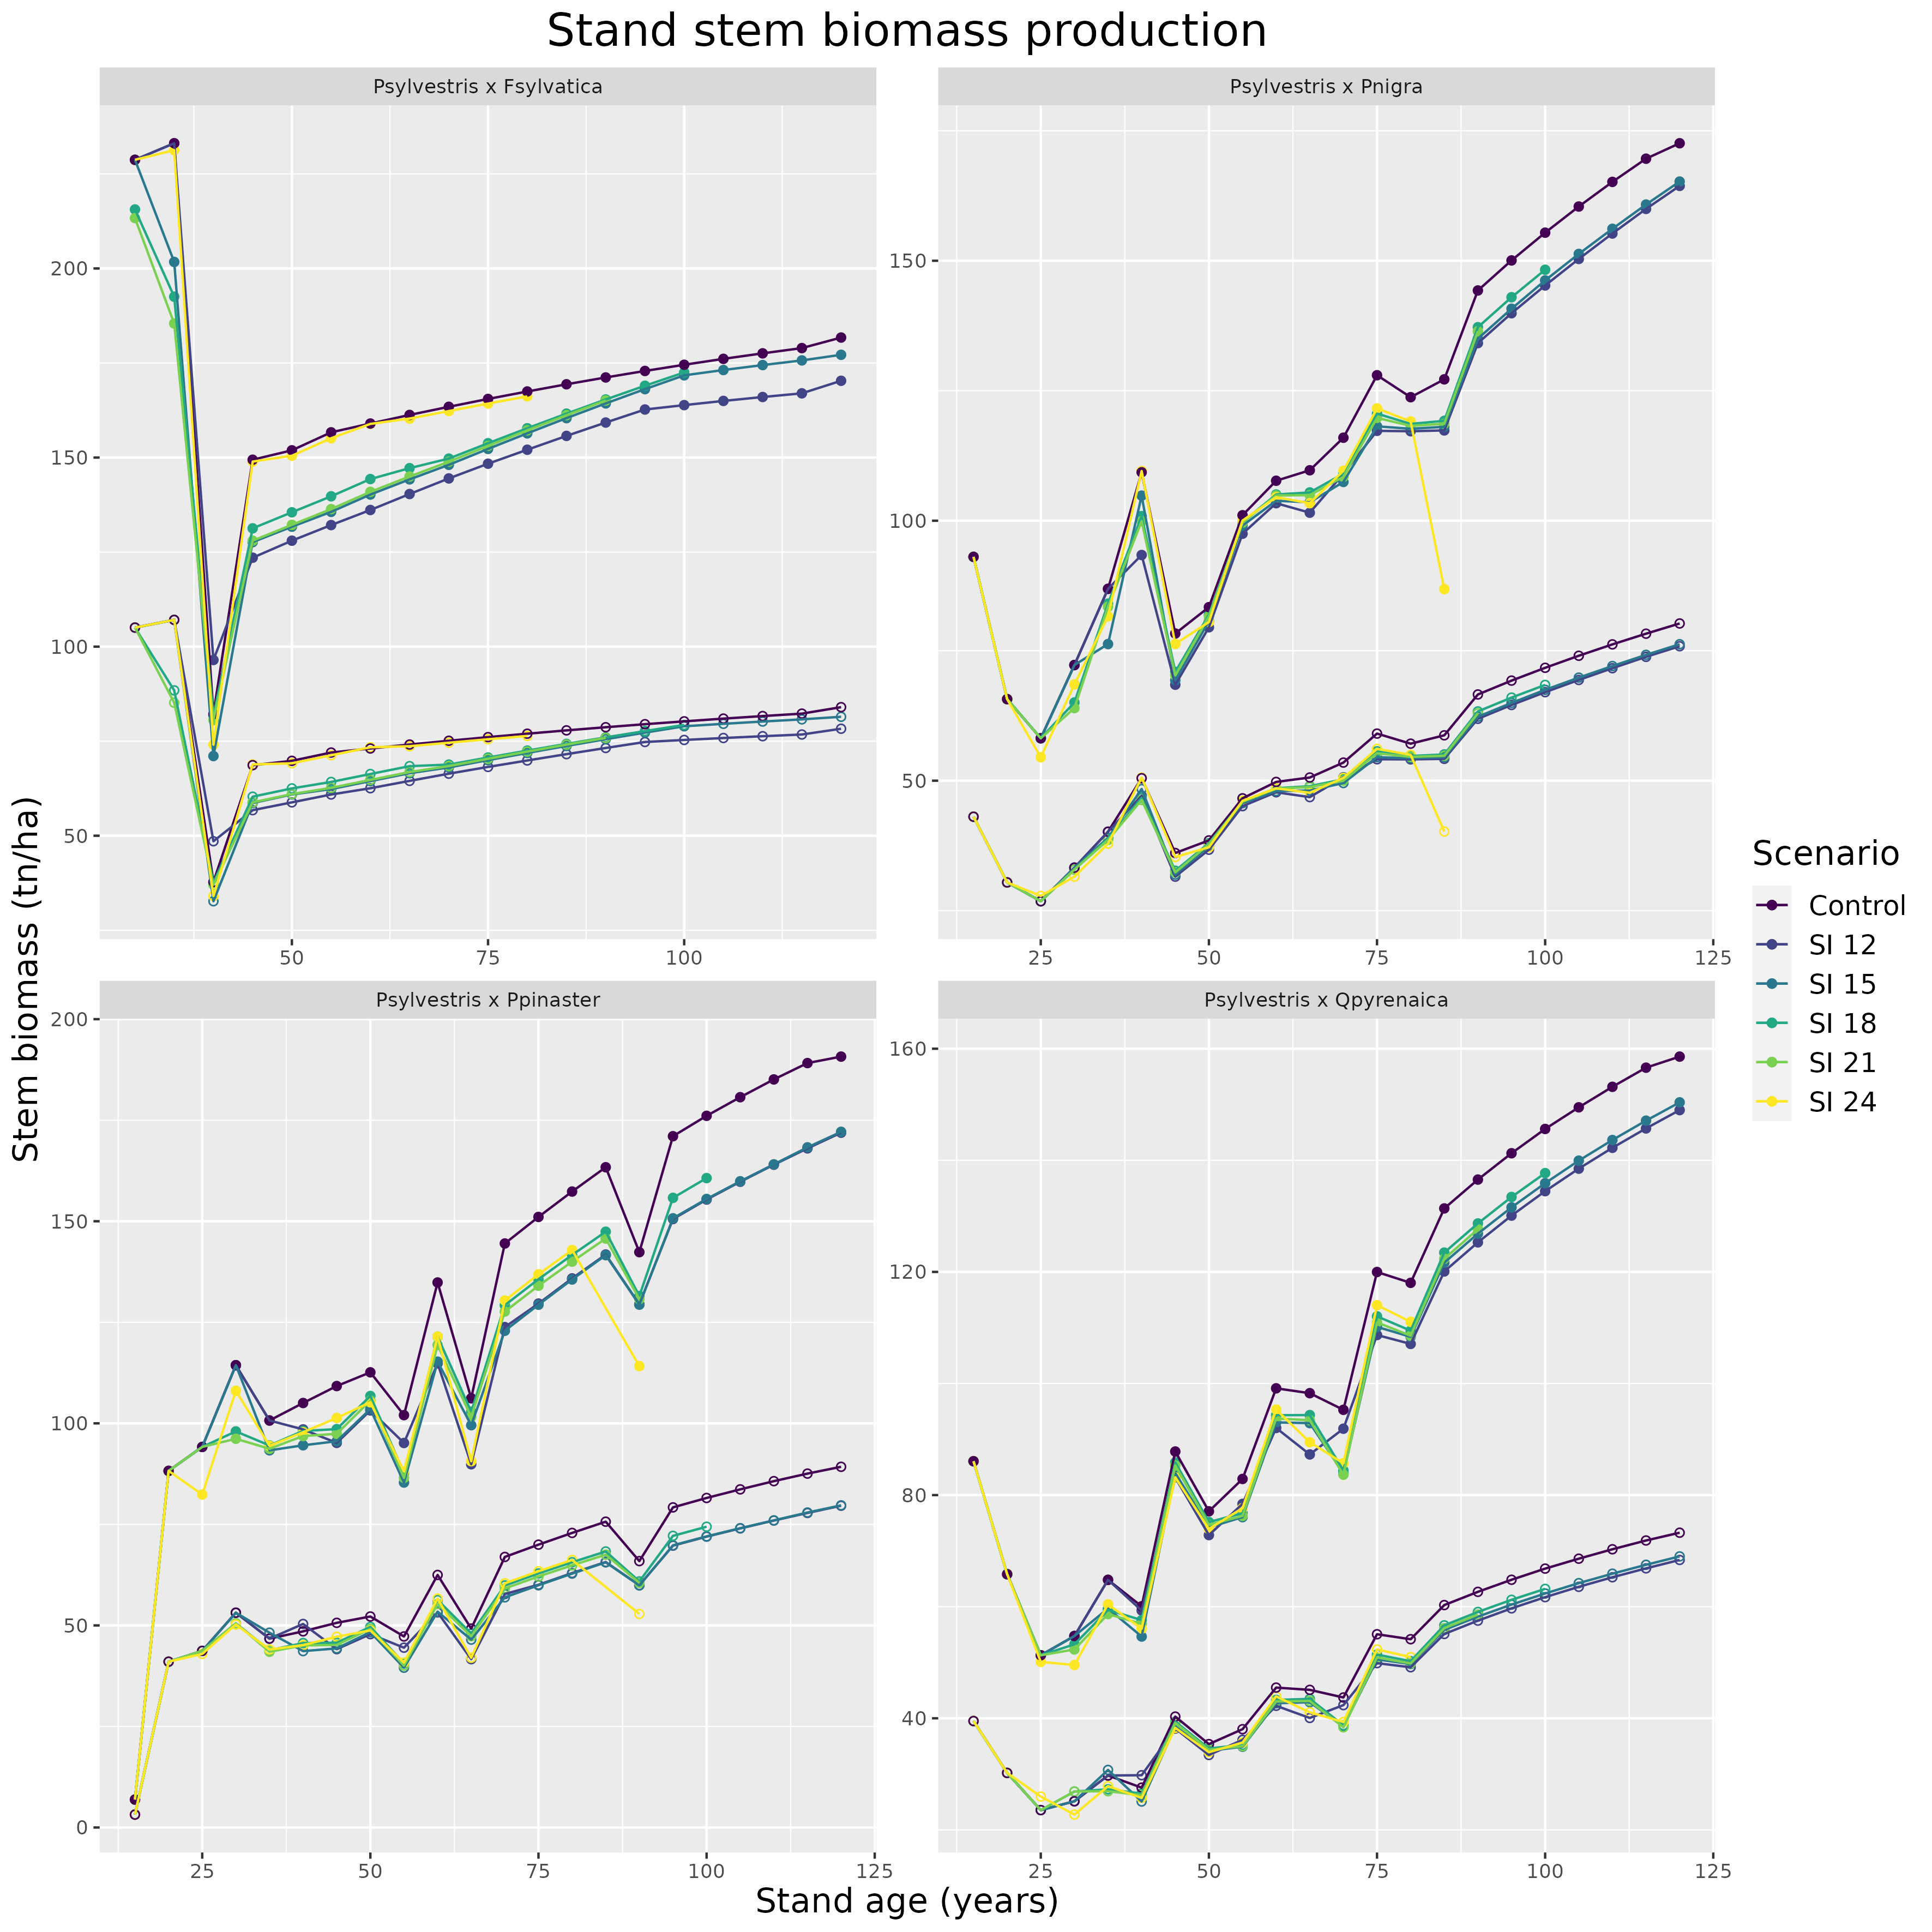 Stand stem biomass production
Psylvestris x Fsylvatica
Psylvestris x Pnigra
200
150
100
50
50
75
100
150
100
50
25
50
75
100
125
Psylvestris x Ppinaster
Psylvestris x Qpyrenaica
200
150
100
50
0
25
50
75
100
125
160
120
80
40
25
50
75
100
125
Stem biomass (tn/ha)
Stand age (years)
Scenario
Control
SI 12
SI 15
SI 18
SI 21
SI 24